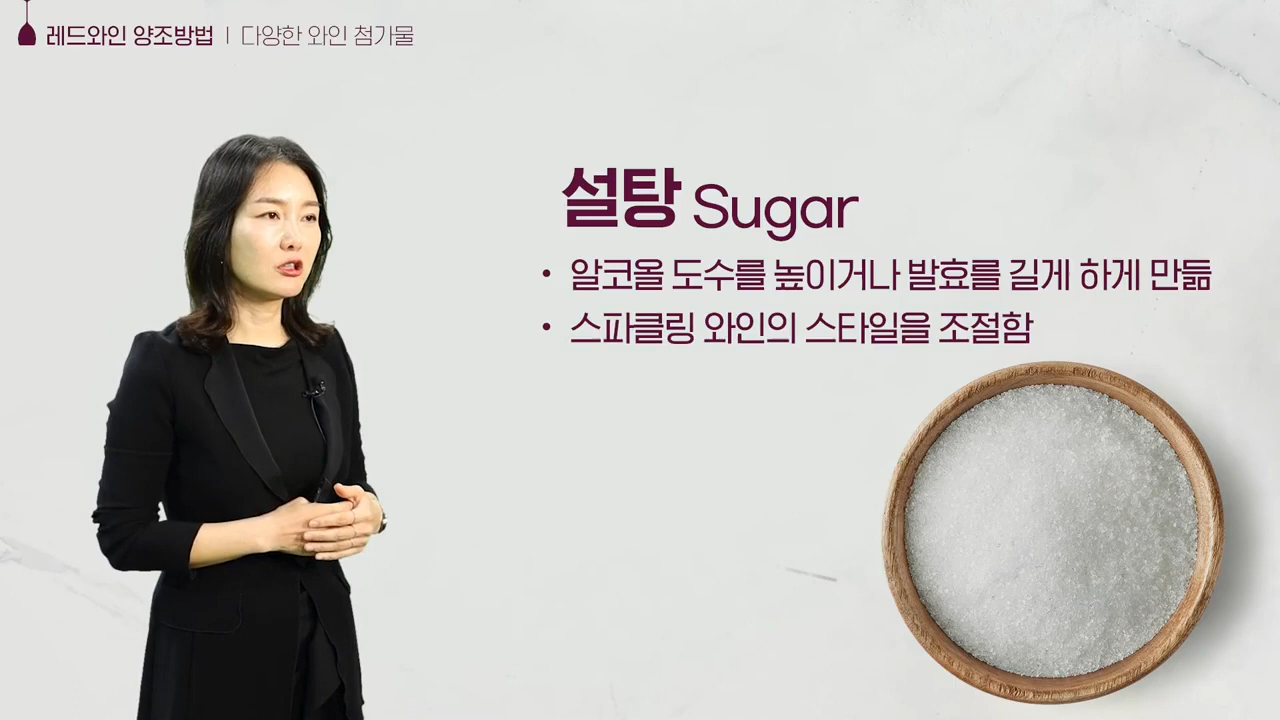 레드와인 양조방법 | 다양한 와인 첨가물
설탕 Sugar
• 알코올 도수를 높이거나 발효를 길게 하게 만듦
• 스파클링 와인의 스타일을 조절함